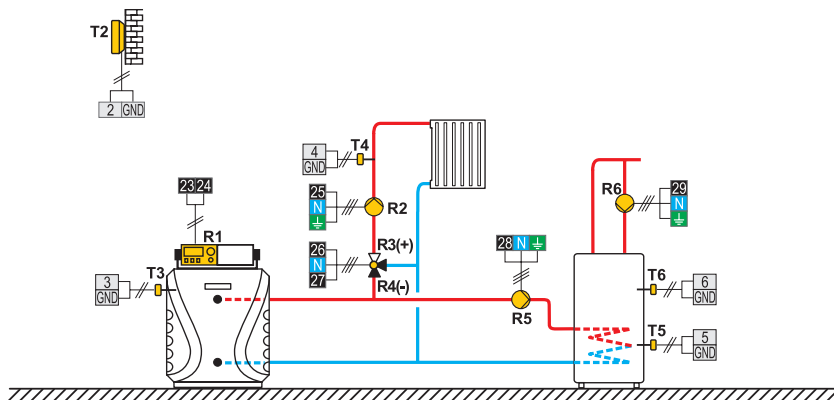 T2
2 GND
23 24
R1
3
GND
T3
4
GND
T4
25
N
R2
26
N
27
R3(+)
R4(-)
28 N
R5
R6
29
N
T6
6
GND
T5
5
GND